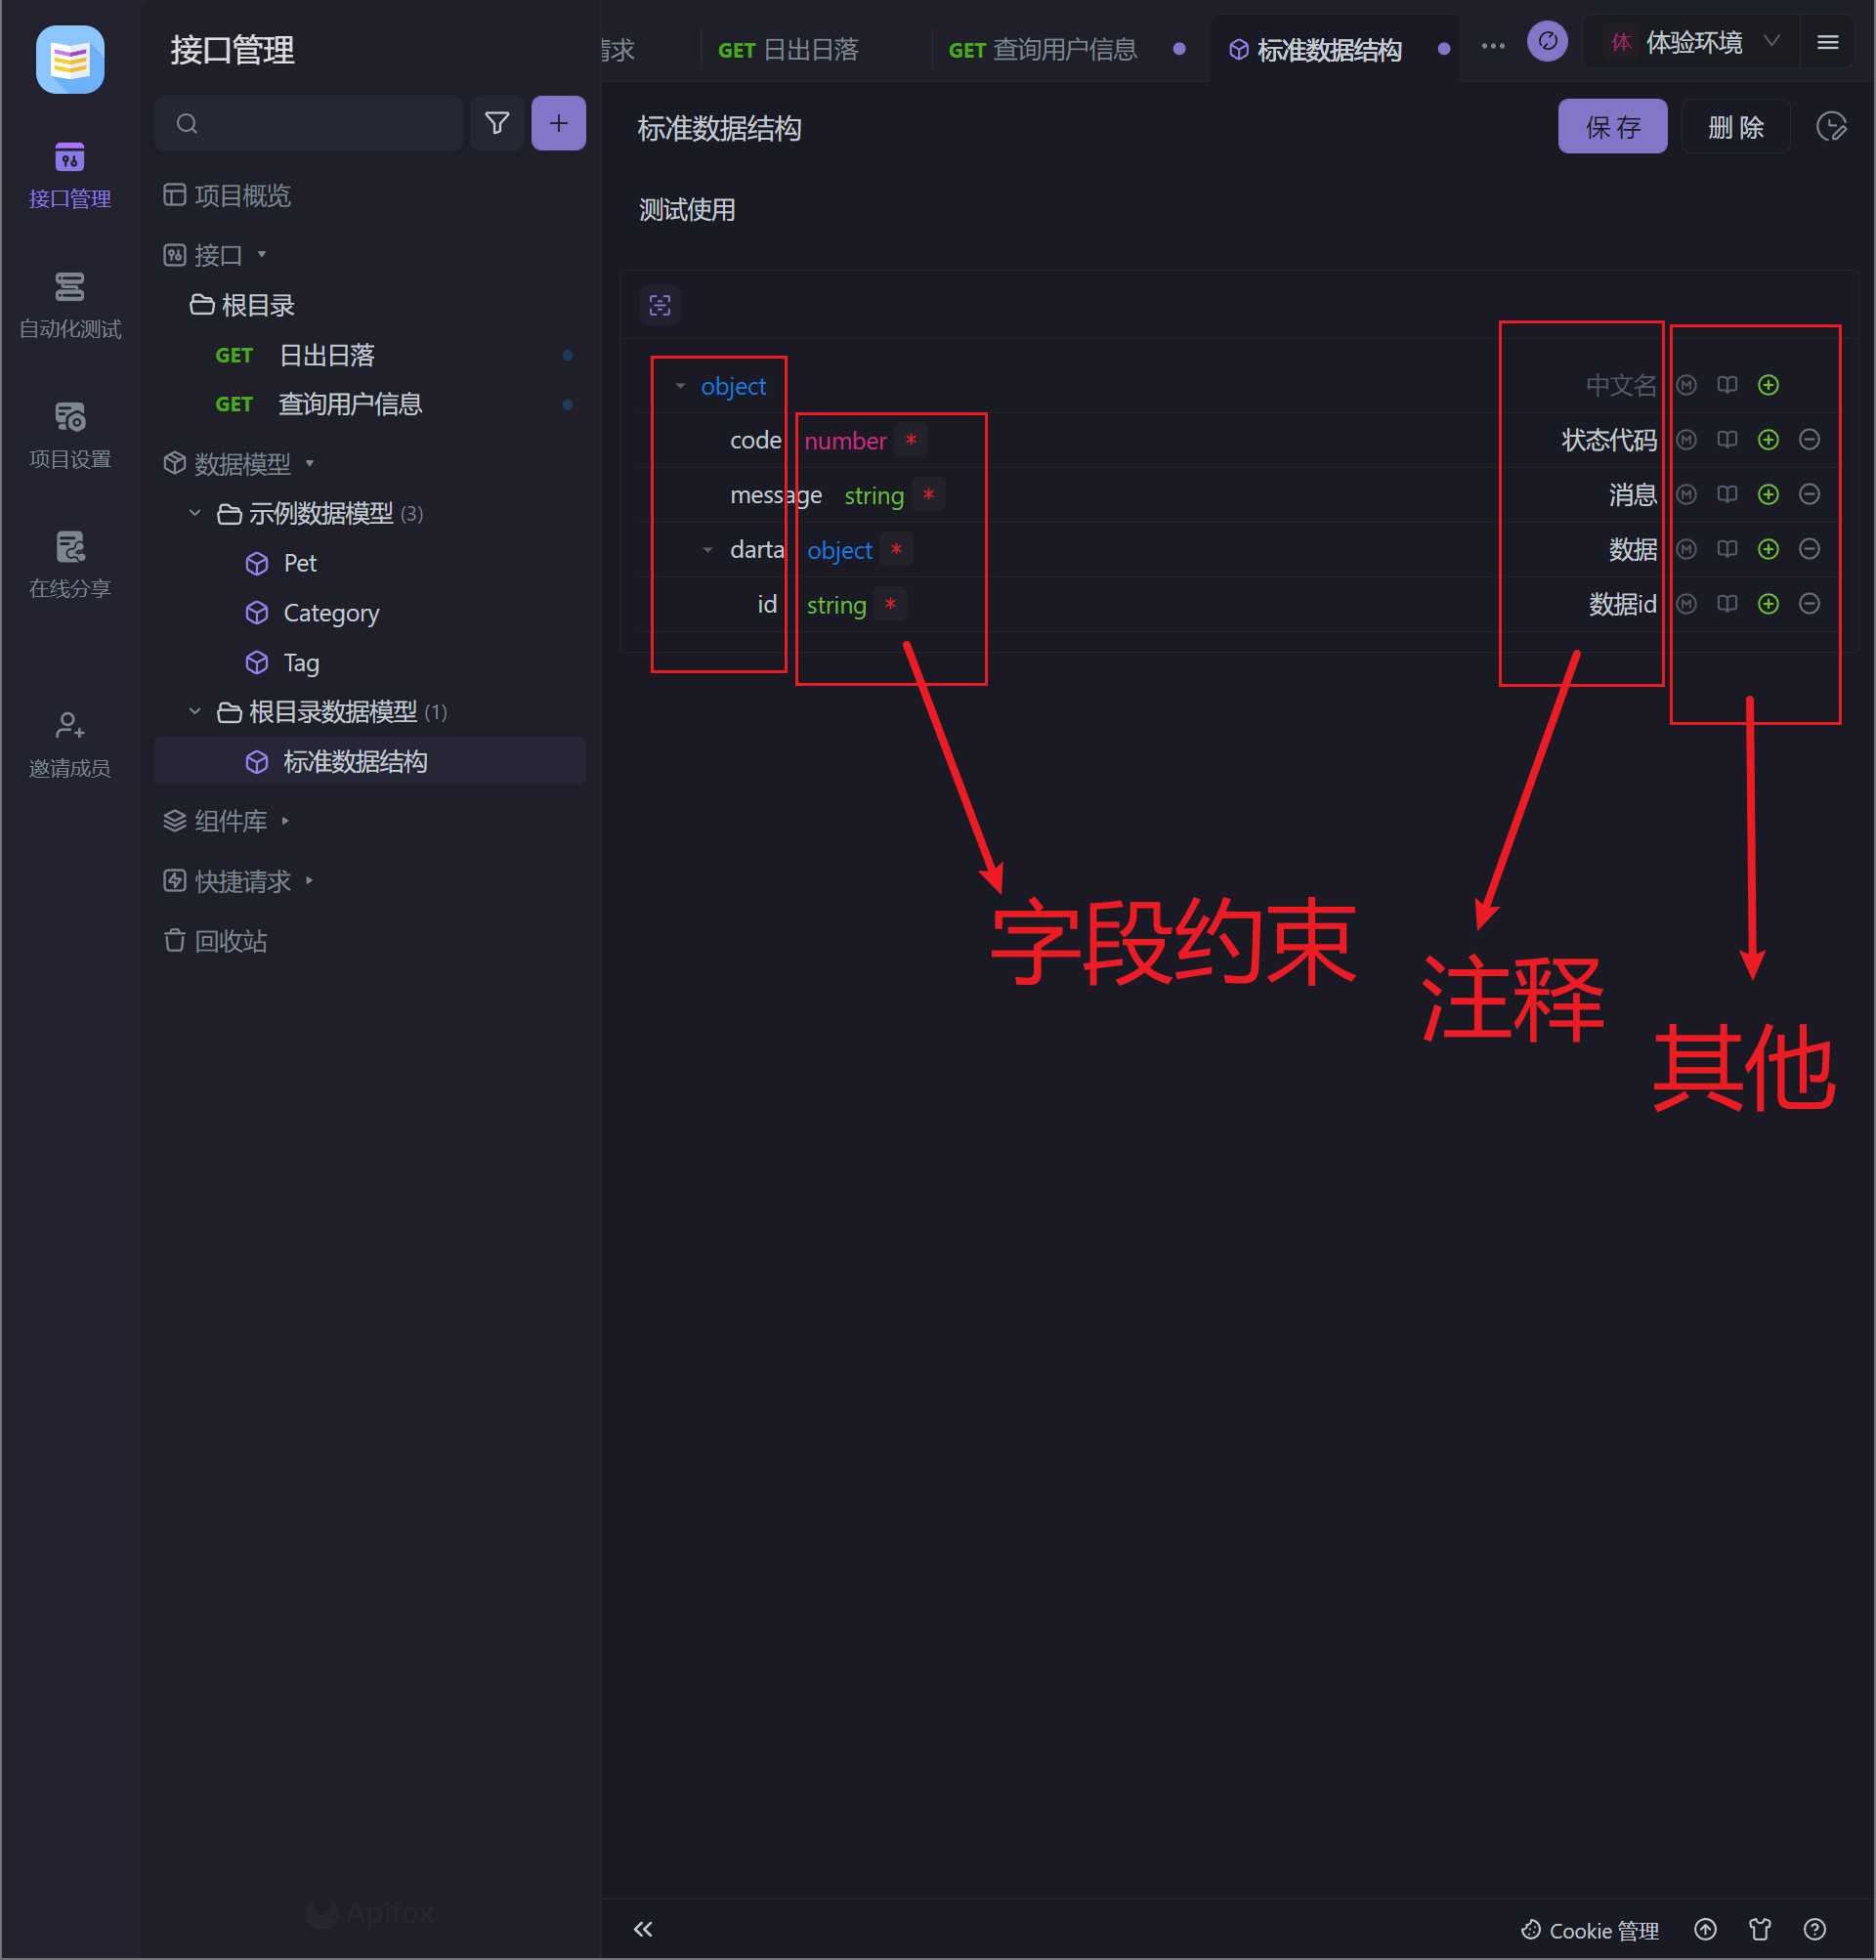 接口管理
请求
GET 日出日落
GET 查询用户信息
标准数据结构
体
体验环境
接口管理
自动化测试
项目设置
在线分享
邀请成员
项目概览
接口
根目录
GET 日出日落
GET 查询用户信息
数据模型
示例数据模型 (3)
Pet
Category
Tag
根目录数据模型 (1)
标准数据结构
组件库
快捷请求
回收站
Apifox
标准数据结构
保存
删除
测试使用
object 中文名 M
code number * 状态代码 M
message string * 消息 M
darta object * 数据 M
id string * 数据id M
字段约束
注释
其他
Cookie 管理